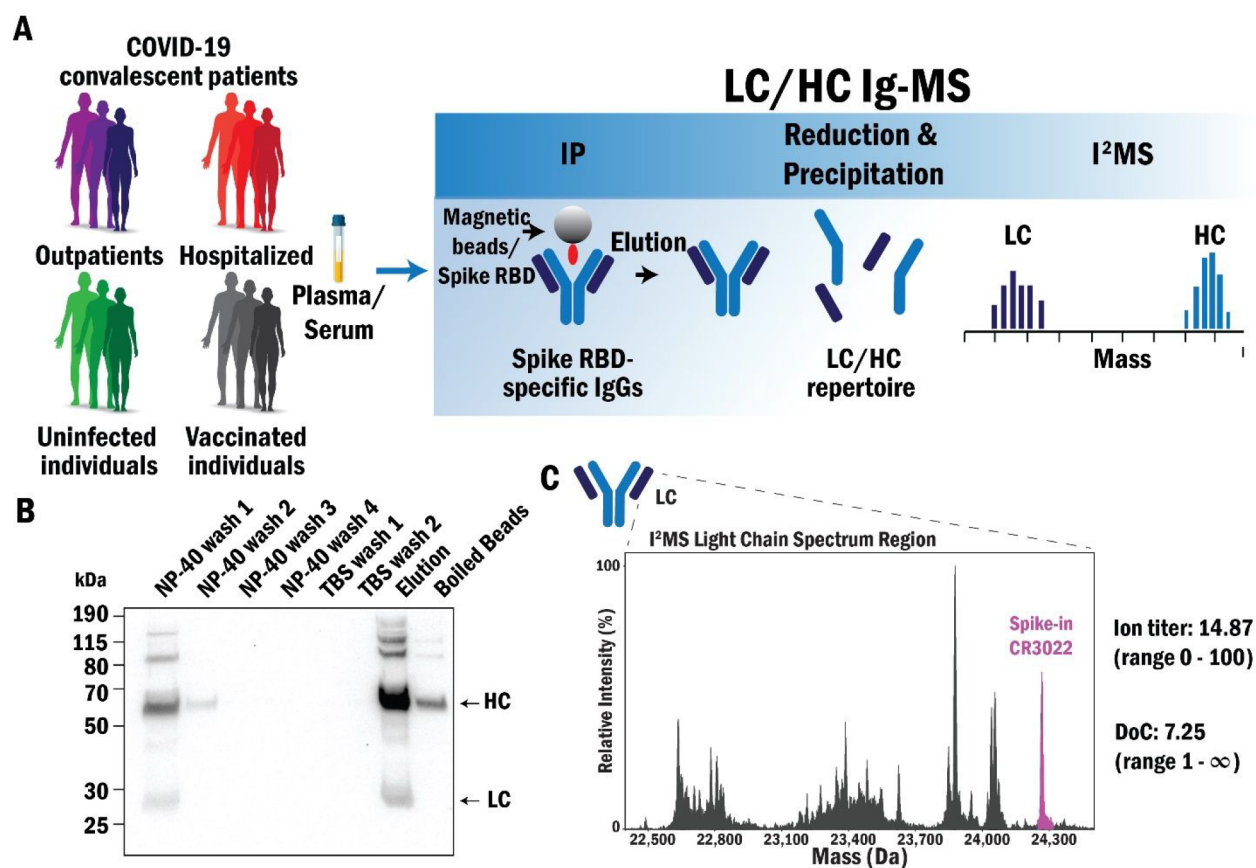 A
COVID-19
convalescent patients
Outpatients
Hospitalized
Uninfected
individuals
Vaccinated
individuals
Plasma/
Serum
LC/HC Ig-MS
IP
Reduction &
Precipitation
I²MS
Magnetic
beads/
Spike RBD
Elution
Spike RBD-
specific IgGs
LC/HC
repertoire
LC
HC
Mass
B
kDa
NP-40 wash 1
NP-40 wash 2
NP-40 wash 3
NP-40 wash 4
TBS wash 1
TBS wash 2
Elution
Boiled Beads
190
115
80
70
50
30
25
← HC
← LC
C
LC
I²MS Light Chain Spectrum Region
Relative Intensity (%)
100
0
Spike-in
CR3022
22,500 22,800 23,100 23,400 23,700 24,000 24,300
Mass (Da)
Ion titer: 14.87
(range 0 - 100)
DoC: 7.25
(range 1 - ∞)